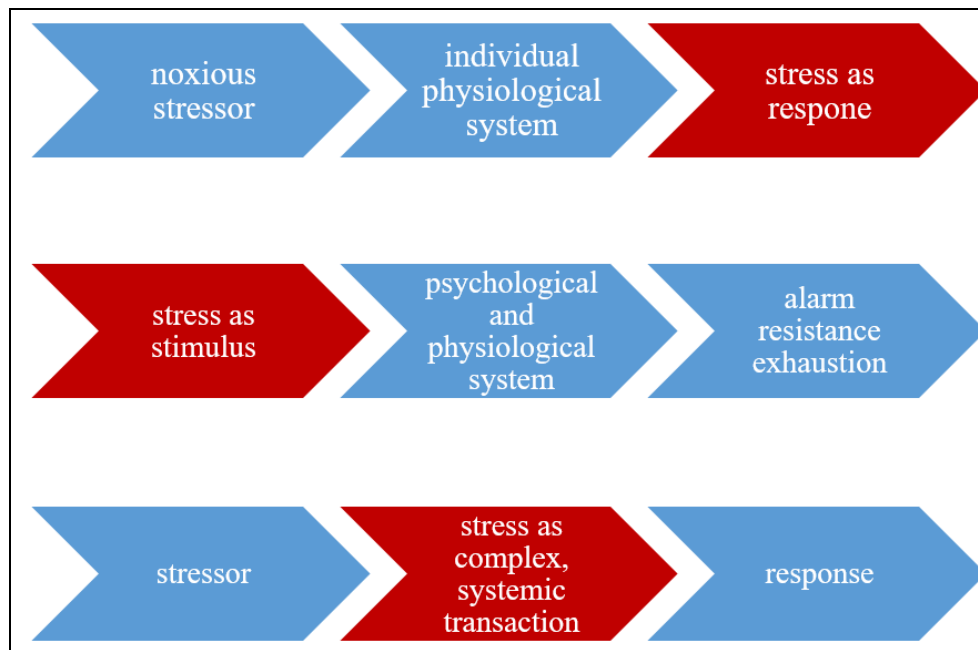 noxious
stressor
individual
physiological
system
stress as
respone
stress as
stimulus
psychological
and
physiological
system
alarm
resistance
exhaustion
stressor
stress as
complex,
systemic
transaction
response